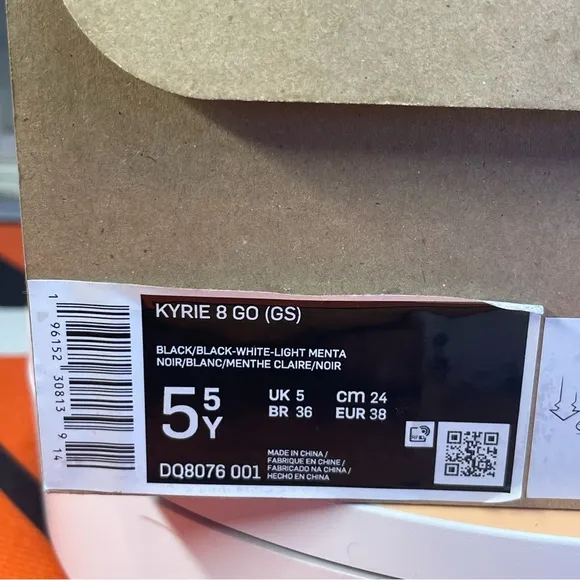 KYRIE 8 GO (GS)
BLACK/BLACK-WHITE-LIGHT MENTA
NOIR/BLANC/MENTHE CLAIRE/NOIR
5 5 Y
UK 5 CM 24
BR 36 EUR 38
DQ8076 001
MADE IN CHINA /
FABRIQUE EN CHINE /
FABRICADO NA CHINA /
HECHO EN CHINA
1 96152 30813 9 14